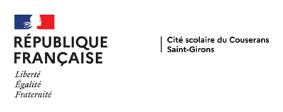 RÉPUBLIQUE
FRANÇAISE
Liberté
Égalité
Fraternité
Cité scolaire du Couserans
Saint-Girons